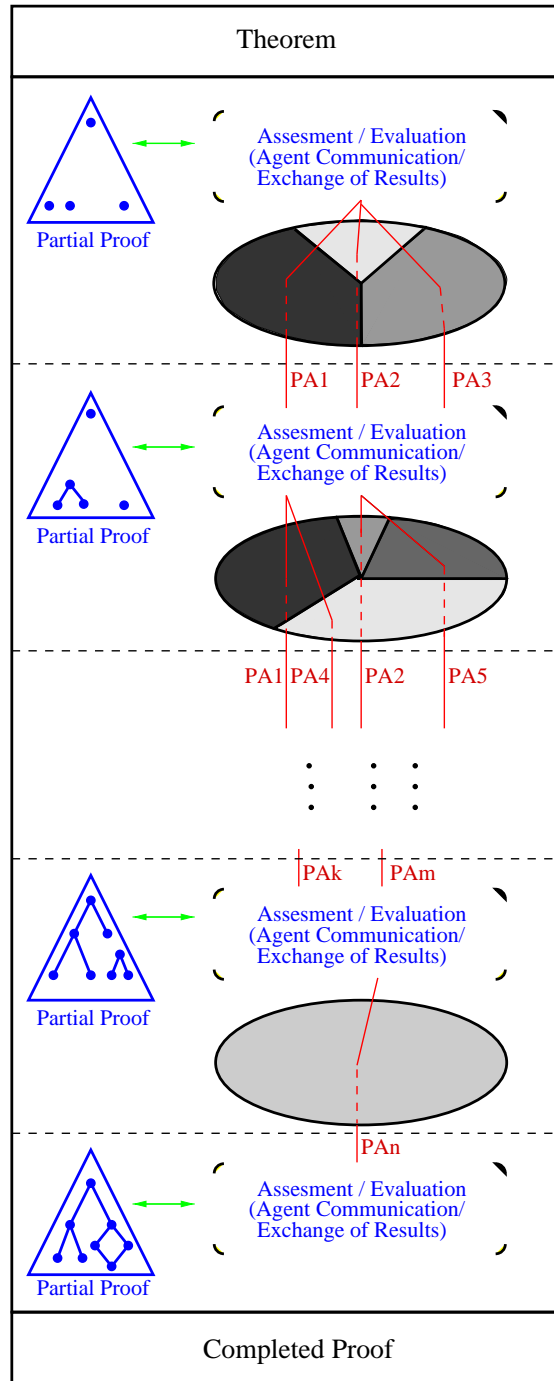 Theorem
Assesment / Evaluation
(Agent Communication/
Exchange of Results)
Partial Proof
PA1 PA2 PA3
Assesment / Evaluation
(Agent Communication/
Exchange of Results)
Partial Proof
PA1 PA4 PA2 PA5
PAk PAm
Assesment / Evaluation
(Agent Communication/
Exchange of Results)
Partial Proof
PAn
Assesment / Evaluation
(Agent Communication/
Exchange of Results)
Partial Proof
Completed Proof